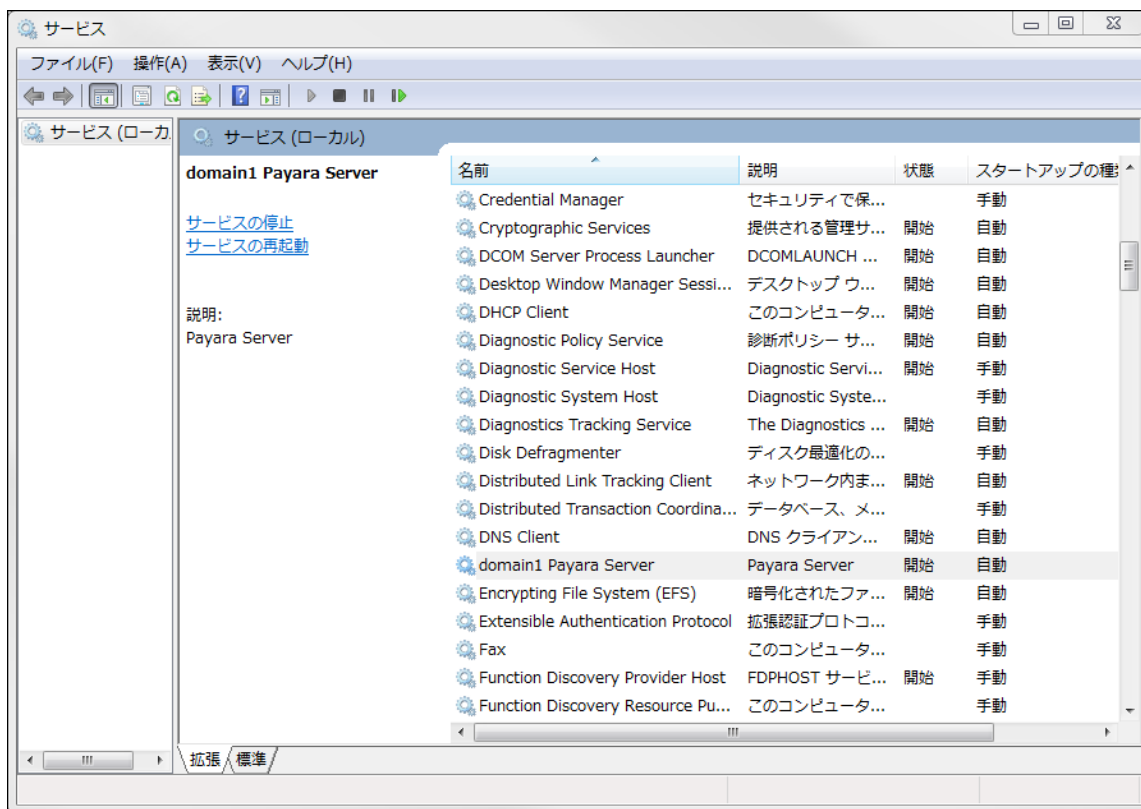 サービス
ファイル(F) 操作(A) 表示(V) ヘルプ(H)
サービス (ローカ
サービス (ローカル)
domain1 Payara Server
サービスの停止
サービスの再起動
説明:
Payara Server
名前 説明 状態 スタートアップの種類
Credential Manager セキュリティで保... 手動
Cryptographic Services 提供される管理サ... 開始 自動
DCOM Server Process Launcher DCOMLAUNCH ... 開始 自動
Desktop Window Manager Sessi... デスクトップ ウ... 開始 自動
DHCP Client このコンピュータ... 開始 自動
Diagnostic Policy Service 診断ポリシー サ... 開始 自動
Diagnostic Service Host Diagnostic Servi... 開始 手動
Diagnostic System Host Diagnostic Syste... 手動
Diagnostics Tracking Service The Diagnostics ... 開始 自動
Disk Defragmenter ディスク最適化の... 手動
Distributed Link Tracking Client ネットワーク内ま... 開始 自動
Distributed Transaction Coordina... データベース、メ... 手動
DNS Client DNS クライアン... 開始 自動
domain1 Payara Server Payara Server 開始 自動
Encrypting File System (EFS) 暗号化されたファ... 開始 自動
Extensible Authentication Protocol 拡張認証プロトコ... 手動
Fax このコンピュータ... 手動
Function Discovery Provider Host FDPHOST サービ... 開始 手動
Function Discovery Resource Pu... このコンピュータ... 手動
拡張 標準